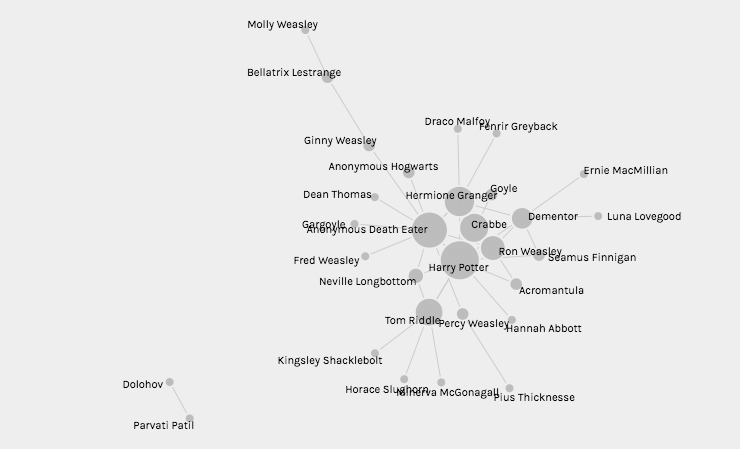 Molly Weasley
Bellatrix Lestrange
Draco Malfoy
Fenrir Greyback
Ginny Weasley
Anonymous Hogwarts
Ernie MacMillian
Dean Thomas
Hermione Granger
Goyle
Dementor
Luna Lovegood
Gargoyle
Anonymous Death Eater
Crabbe
Ron Weasley
Seamus Finnigan
Fred Weasley
Harry Potter
Neville Longbottom
Acromantula
Tom Riddle
Percy Weasley
Hannah Abbott
Kingsley Shacklebolt
Dolohov
Horace Slughorn
Minerva McGonagall
Pius Thicknesse
Parvati Patil